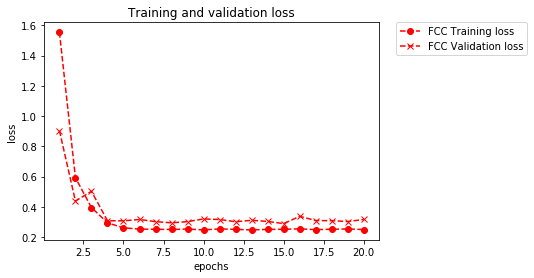 Training and validation loss
FCC Training loss
FCC Validation loss
loss
1.6
1.4
1.2
1.0
0.8
0.6
0.4
0.2
2.5 5.0 7.5 10.0 12.5 15.0 17.5 20.0
epochs